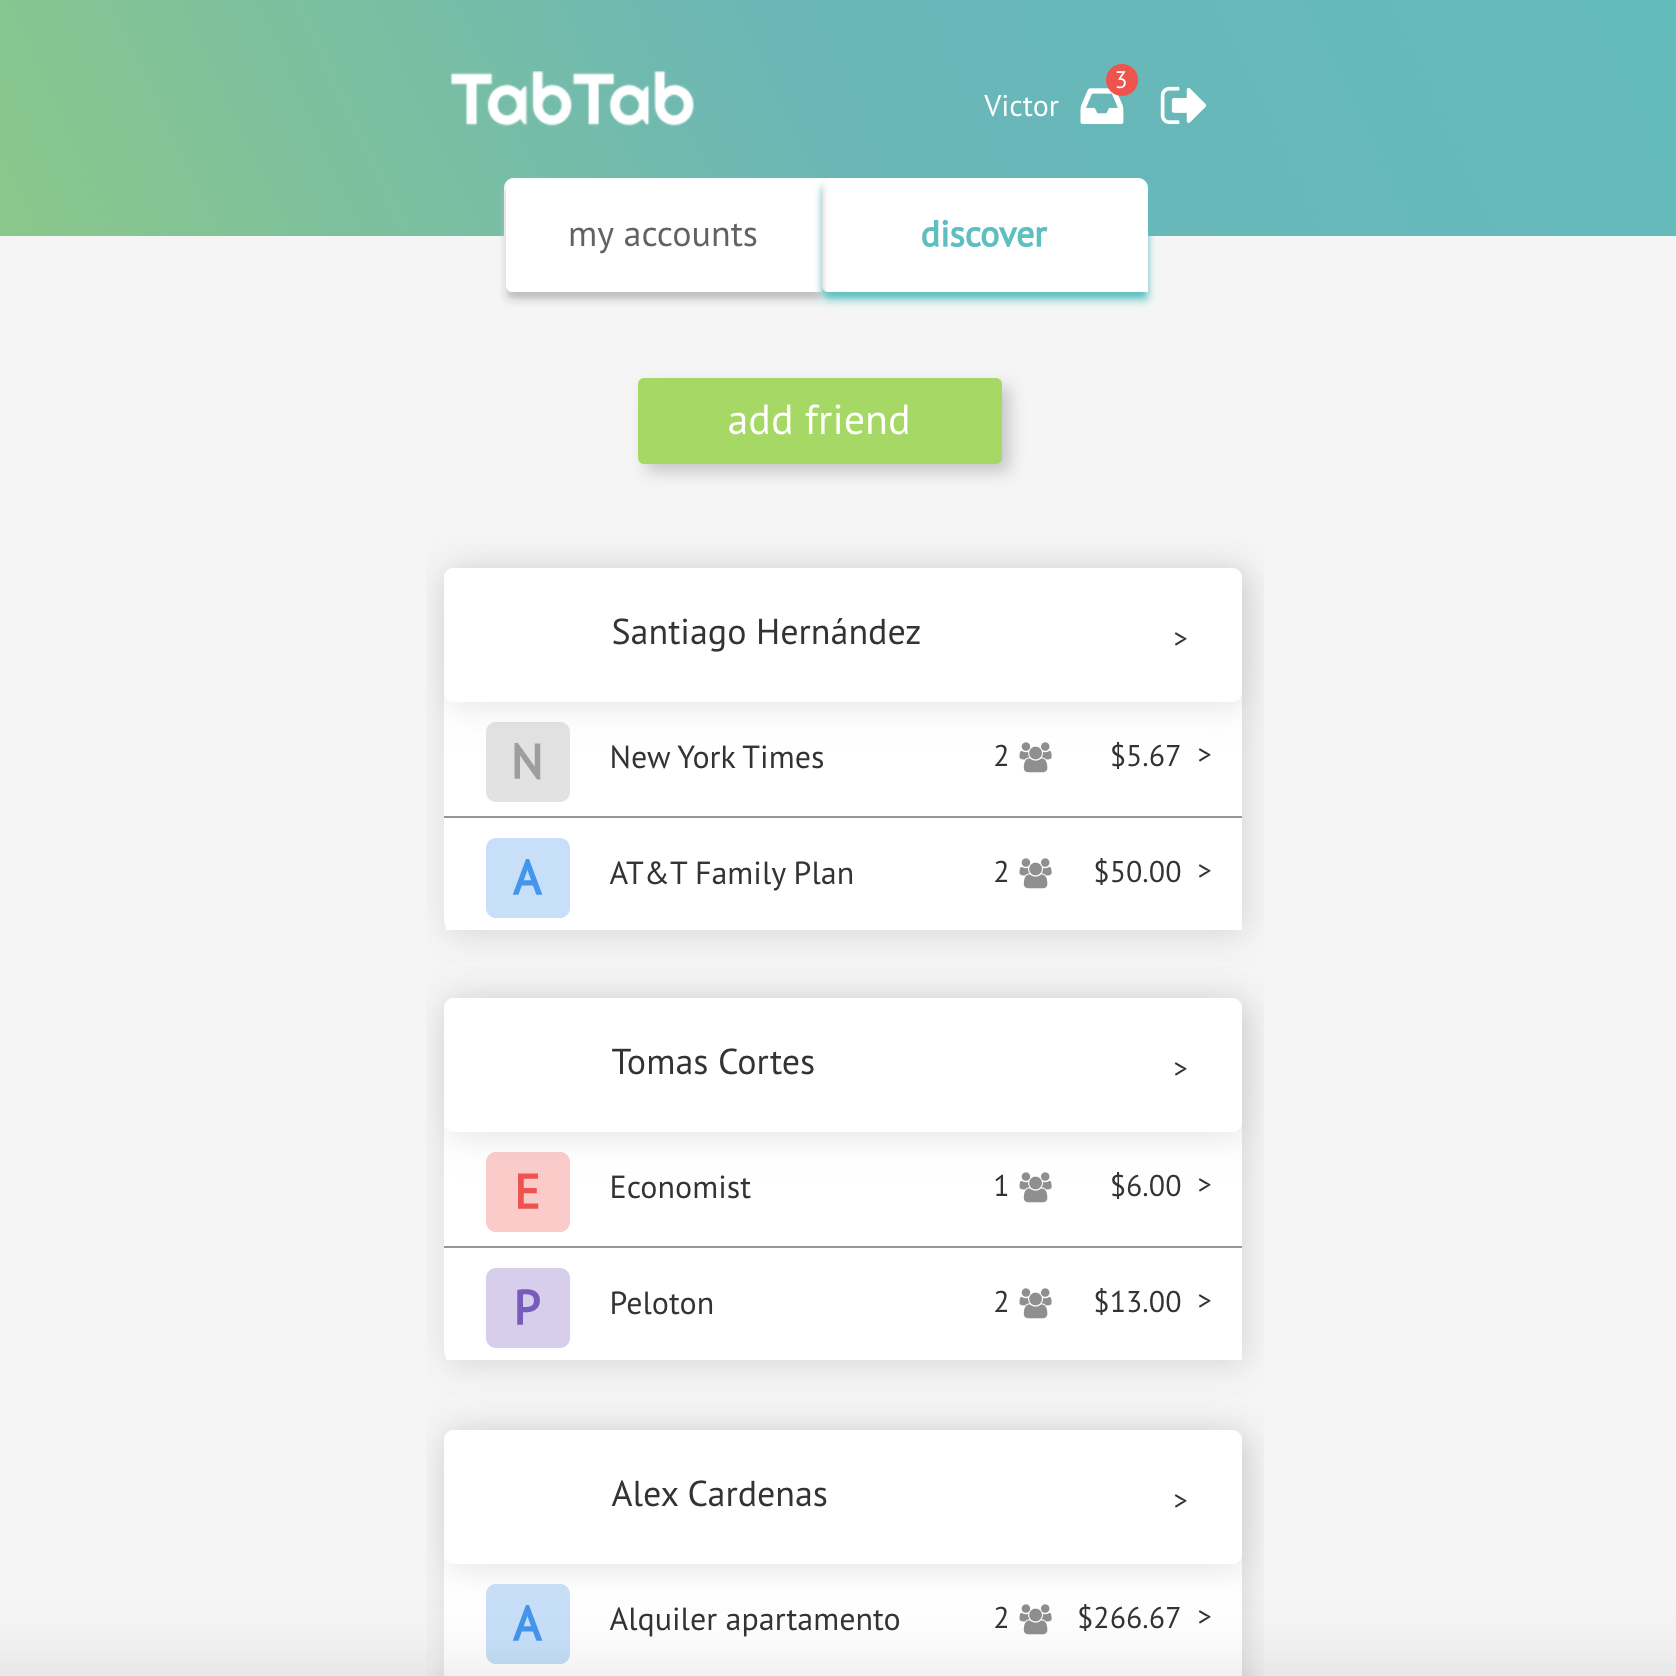 TabTab
Victor
3
my accounts
discover
add friend
Santiago Hernández >
N New York Times 2 $5.67 >
A AT&T Family Plan 2 $50.00 >
Tomas Cortes >
E Economist 1 $6.00 >
P Peloton 2 $13.00 >
Alex Cardenas >
A Alquiler apartamento 2 $266.67 >